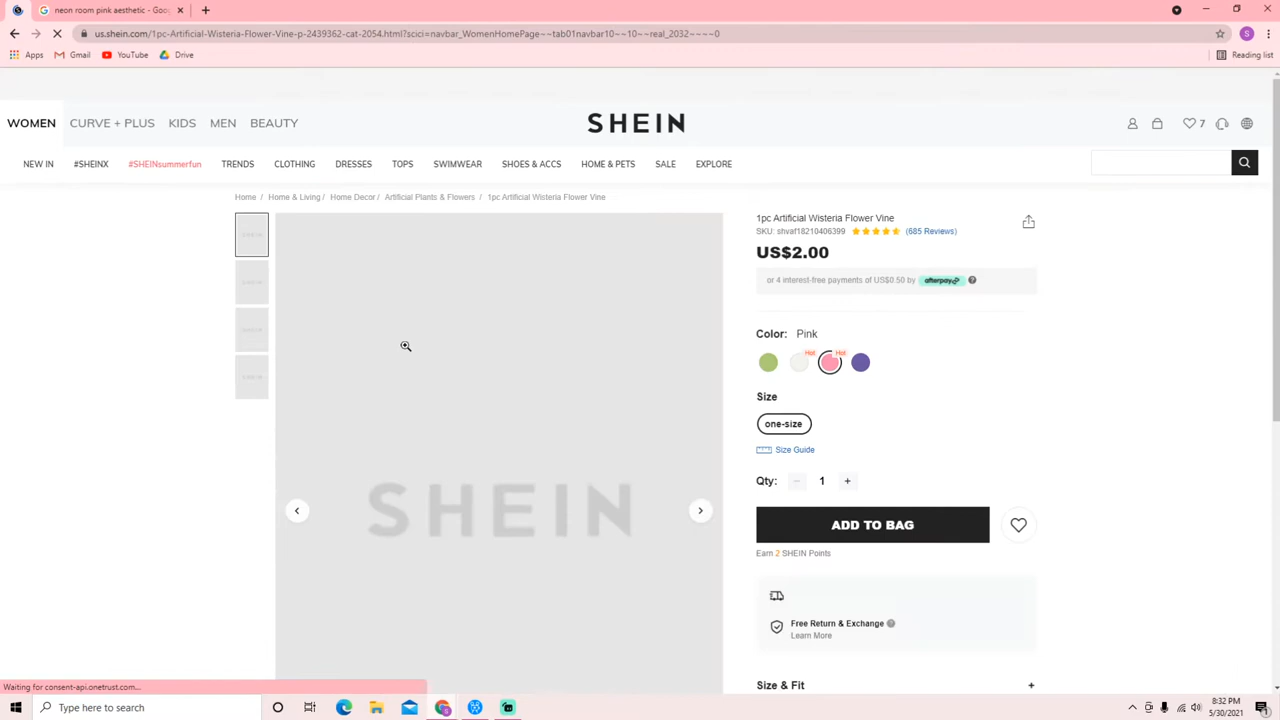 neon room pink aesthetic - Goo
us.shein.com/1pc-Artificial-Wisteria-Flower-Vine-p-2439362-cat-2054.html?scici=navbar_WomenHomePage~~tab01navbar10~~10~~real_2032~~~~0
S
Apps Gmail YouTube Drive Reading list
WOMEN CURVE + PLUS KIDS MEN BEAUTY SHEIN 7
NEW IN #SHEINX #SHEINsummerfun TRENDS CLOTHING DRESSES TOPS SWIMWEAR SHOES & ACCS HOME & PETS SALE EXPLORE
Home / Home & Living / Home Decor / Artificial Plants & Flowers / 1pc Artificial Wisteria Flower Vine
SHEIN
SHEIN
SHEIN
SHEIN
SHEIN
1pc Artificial Wisteria Flower Vine
SKU: shvaf18210406399 (685 Reviews)
US$2.00
or 4 interest-free payments of US$0.50 by afterpay ?
Color: Pink
Hot Hot
Size
one-size
Size Guide
Qty: − 1 +
ADD TO BAG
Earn 2 SHEIN Points
Free Return & Exchange ?
Learn More
Size & Fit +
Waiting for consent-api.onetrust.com...
Type here to search
8:32 PM
5/30/2021